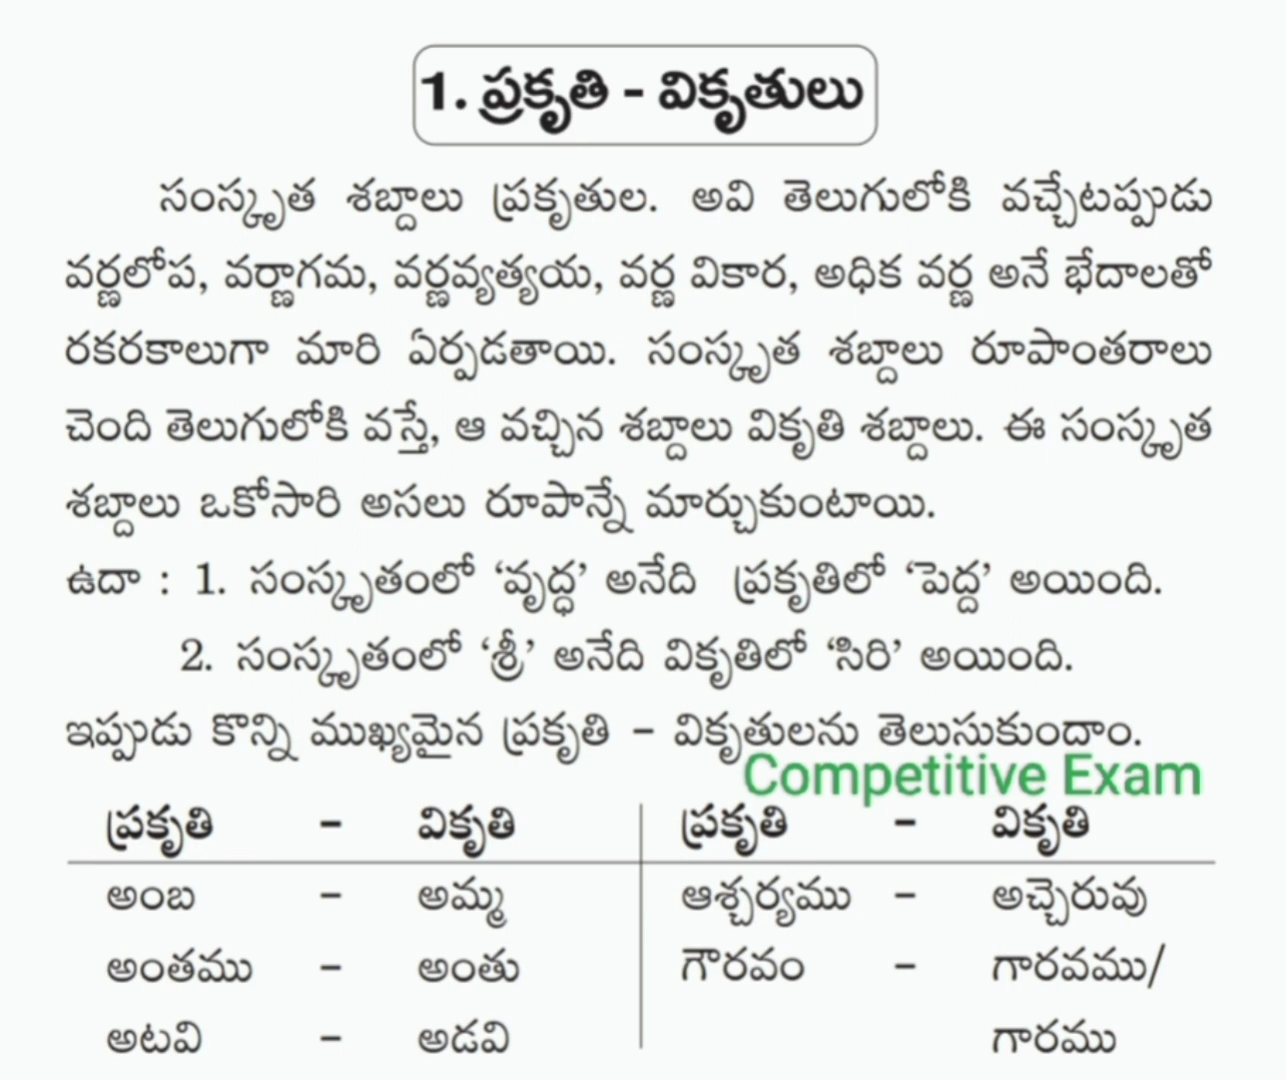 1. ప్రకృతి - వికృతులు
సంస్కృత శబ్దాలు ప్రకృతుల. అవి తెలుగులోకి వచ్చేటప్పుడు
వర్ణలోప, వర్ణాగమ, వర్ణవ్యత్యయ, వర్ణ వికార, అధిక వర్ణ అనే భేదాలతో
రకరకాలుగా మారి ఏర్పడతాయి. సంస్కృత శబ్దాలు రూపాంతరాలు
చెంది తెలుగులోకి వస్తే, ఆ వచ్చిన శబ్దాలు వికృతి శబ్దాలు. ఈ సంస్కృత
శబ్దాలు ఒకోసారి అసలు రూపాన్నే మార్చుకుంటాయి.
ఉదా : 1. సంస్కృతంలో ‘వృద్ధ’ అనేది ప్రకృతిలో ‘పెద్ద’ అయింది.
2. సంస్కృతంలో ‘శ్రీ’ అనేది వికృతిలో ‘సిరి’ అయింది.
ఇప్పుడు కొన్ని ముఖ్యమైన ప్రకృతి - వికృతులను తెలుసుకుందాం.
Competitive Exam
ప్రకృతి - వికృతి ప్రకృతి - వికృతి
అంబ - అమ్మ ఆశ్చర్యము - అచ్చెరువు
అంతము - అంతు గౌరవం - గారవము/
అటవి - అడవి గారము